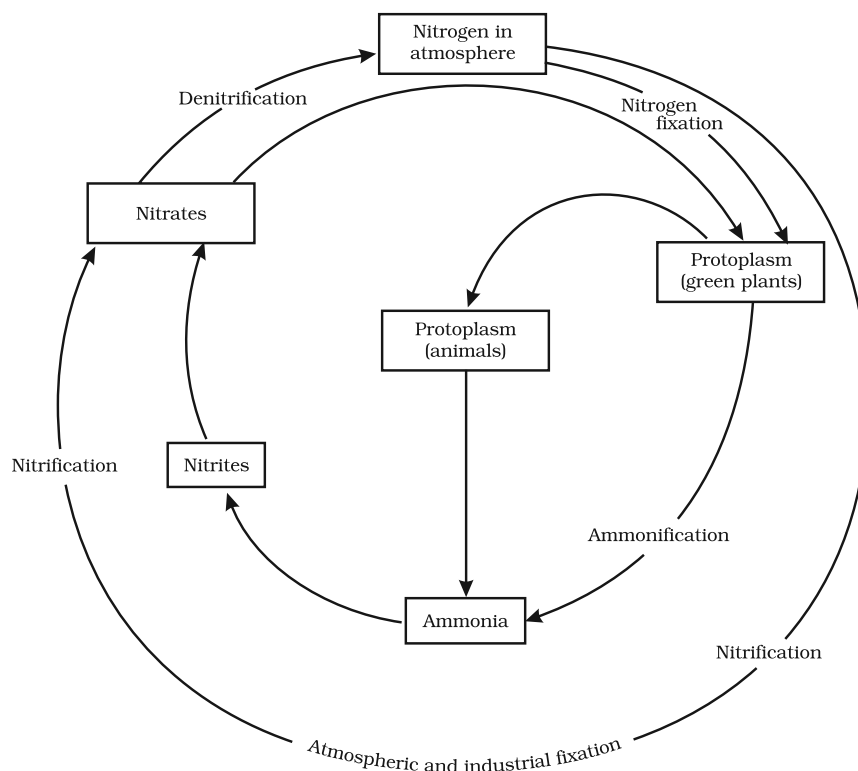 Nitrogen in
atmosphere
Denitrification
Nitrogen
fixation
Nitrates
Protoplasm
(green plants)
Protoplasm
(animals)
Nitrification
Nitrites
Ammonification
Ammonia
Nitrification
Atmospheric and industrial fixation